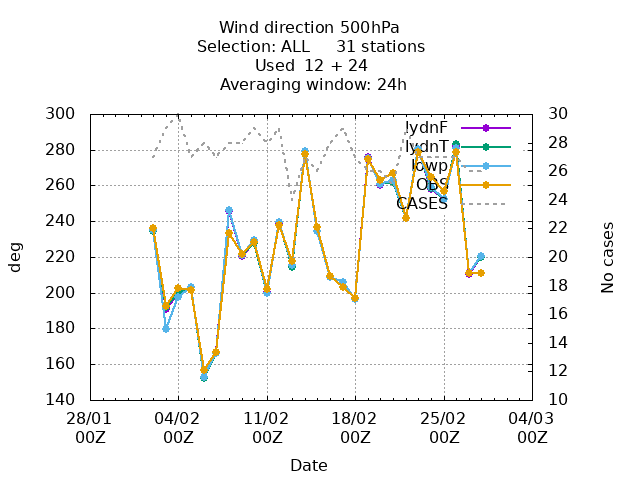 Wind direction 500hPa
Selection: ALL 31 stations
Used 12 + 24
Averaging window: 24h
300
280
260
240
220
200
180
160
140
deg
30
28
26
24
22
20
18
16
14
12
10
No cases
lydnF
lydnT
lowp
OBS
CASES
28/01 04/02 11/02 18/02 25/02 04/03
00Z 00Z 00Z 00Z 00Z 00Z
Date